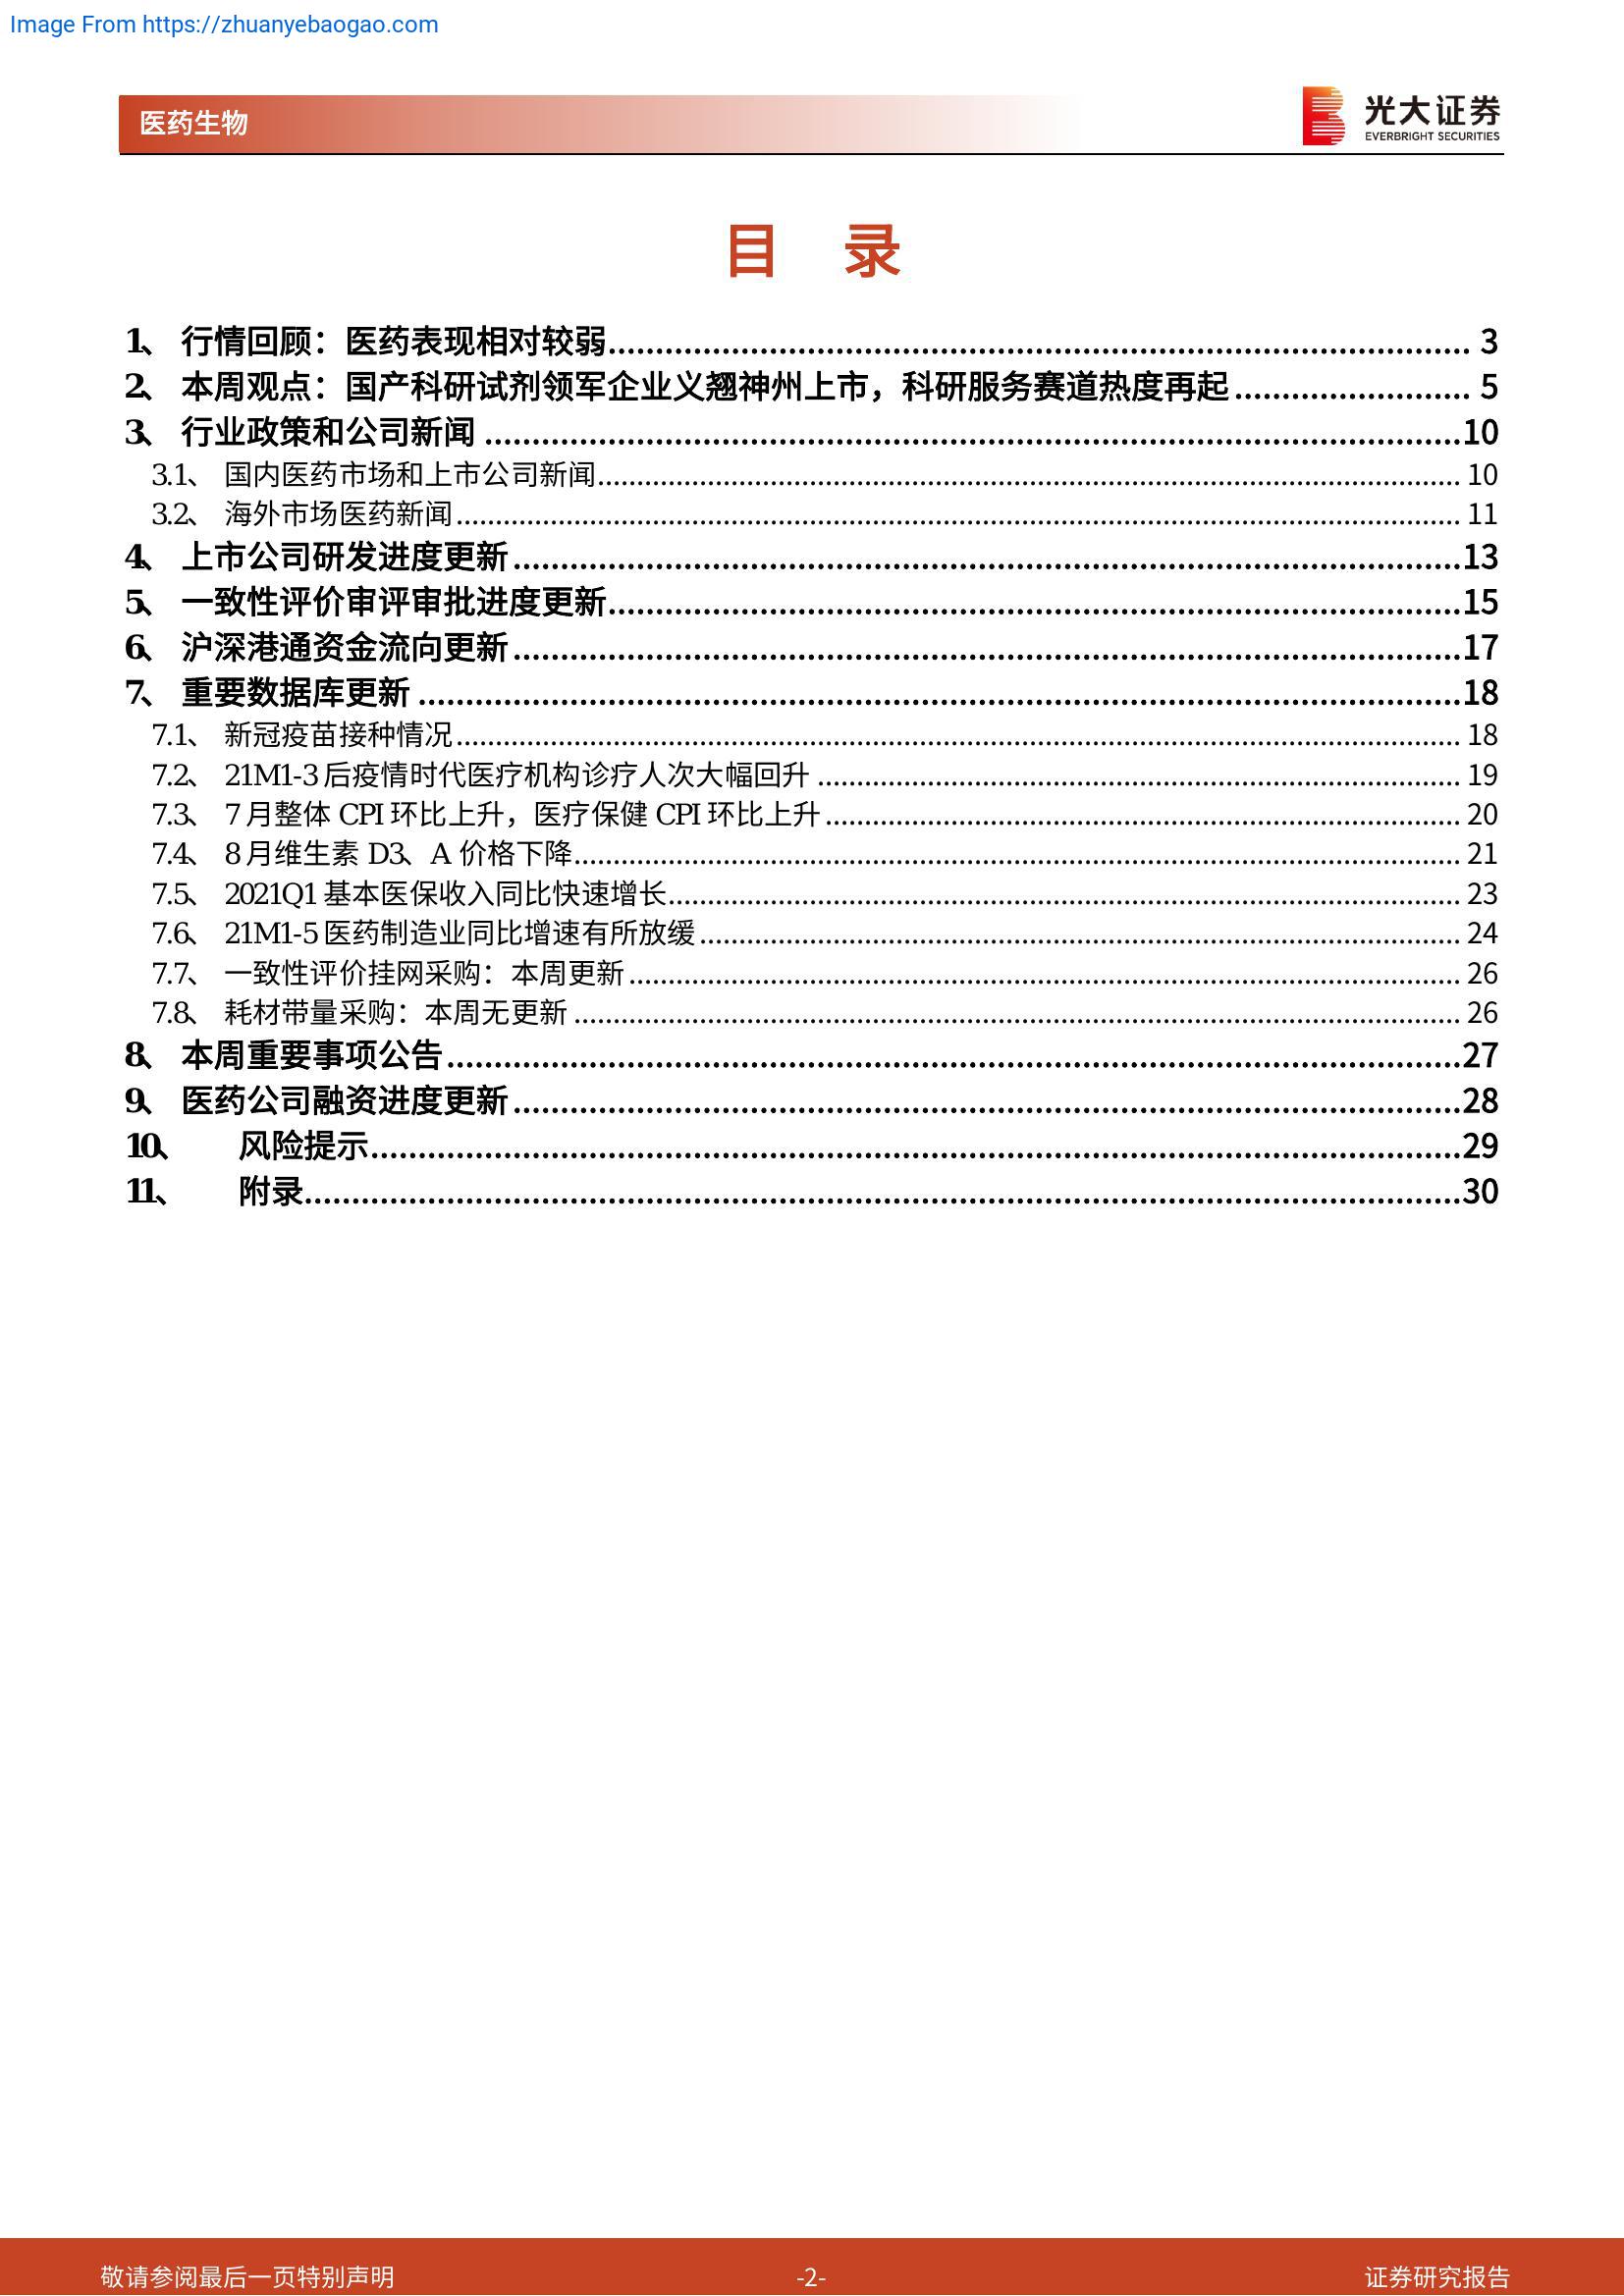 Image From https://zhuanyebaogao.com
医药生物
光大证券
EVERBRIGHT SECURITIES
目 录
1、 行情回顾：医药表现相对较弱 3
2、 本周观点：国产科研试剂领军企业义翘神州上市，科研服务赛道热度再起 5
3、 行业政策和公司新闻 10
3.1、 国内医药市场和上市公司新闻 10
3.2、 海外市场医药新闻 11
4、 上市公司研发进度更新 13
5、 一致性评价审评审批进度更新 15
6、 沪深港通资金流向更新 17
7、 重要数据库更新 18
7.1、 新冠疫苗接种情况 18
7.2、 21M1-3 后疫情时代医疗机构诊疗人次大幅回升 19
7.3、 7 月整体 CPI 环比上升，医疗保健 CPI 环比上升 20
7.4、 8 月维生素 D3、A 价格下降 21
7.5、 2021Q1 基本医保收入同比快速增长 23
7.6、 21M1-5 医药制造业同比增速有所放缓 24
7.7、 一致性评价挂网采购：本周更新 26
7.8、 耗材带量采购：本周无更新 26
8、 本周重要事项公告 27
9、 医药公司融资进度更新 28
10、 风险提示 29
11、 附录 30
敬请参阅最后一页特别声明 -2- 证券研究报告